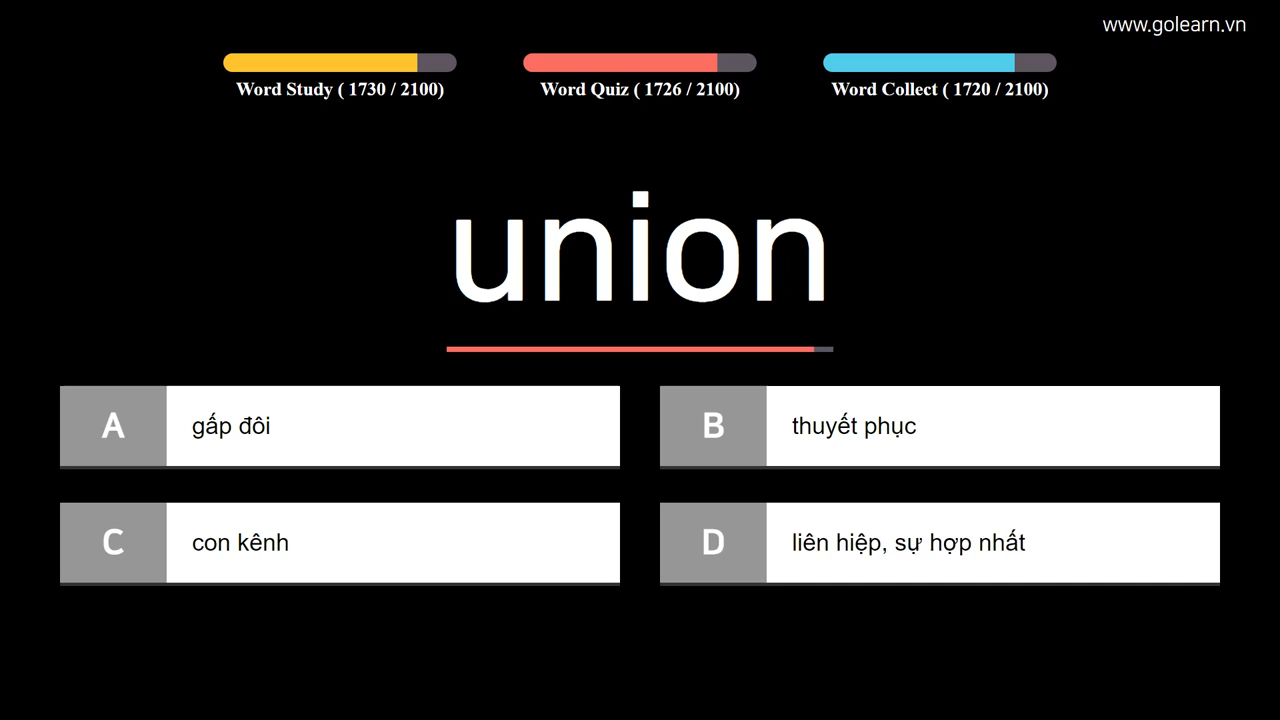 www.golearn.vn
Word Study ( 1730 / 2100)
Word Quiz ( 1726 / 2100)
Word Collect ( 1720 / 2100)
union
A gấp đôi
B thuyết phục
C con kênh
D liên hiệp, sự hợp nhất